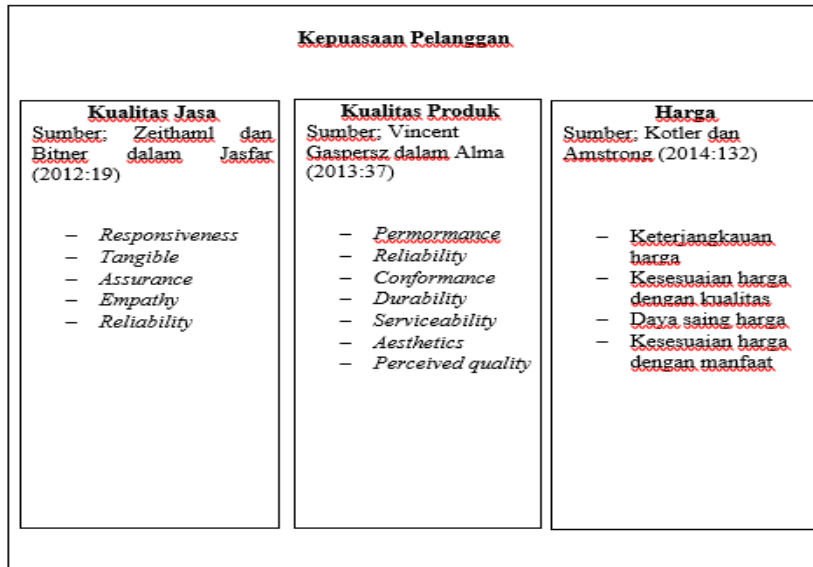 Kepuasaan Pelanggan
Kualitas Jasa
Sumber; Zeithaml dan
Bitner dalam Jasfar
(2012:19)
– Responsiveness
– Tangible
– Assurance
– Empathy
– Reliability
Kualitas Produk
Sumber; Vincent
Gaspersz dalam Alma
(2013:37)
– Permormance
– Reliability
– Conformance
– Durability
– Serviceability
– Aesthetics
– Perceived quality
Harga
Sumber; Kotler dan
Amstrong (2014:132)
– Keterjangkauan
harga
– Kesesuaian harga
dengan kualitas
– Daya saing harga
– Kesesuaian harga
dengan manfaat